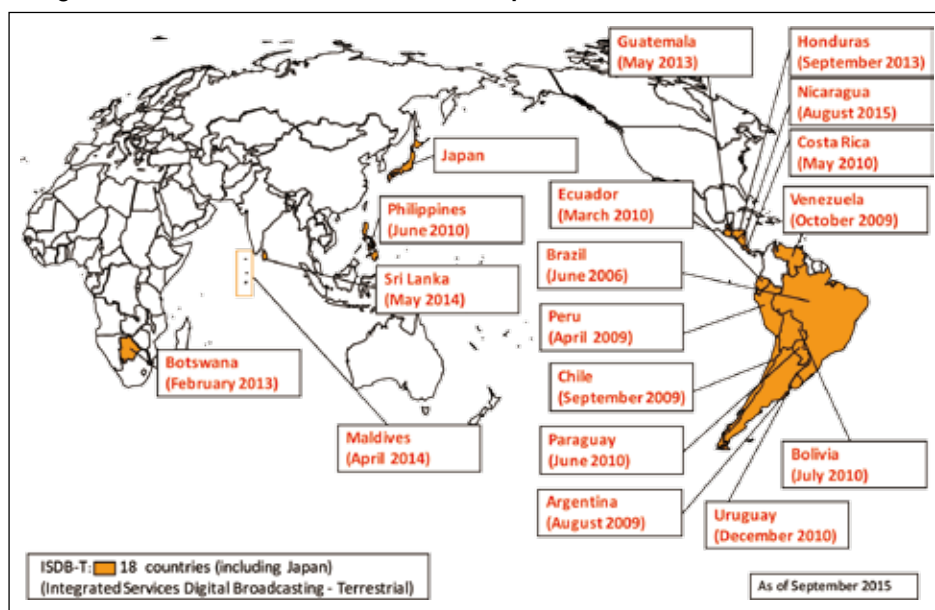 Guatemala
(May 2013)
Honduras
(September 2013)
Nicaragua
(August 2015)
Costa Rica
(May 2010)
Japan
Ecuador
(March 2010)
Venezuela
(October 2009)
Philippines
(June 2010)
Brazil
(June 2006)
Sri Lanka
(May 2014)
Peru
(April 2009)
Botswana
(February 2013)
Chile
(September 2009)
Maldives
(April 2014)
Paraguay
(June 2010)
Bolivia
(July 2010)
Argentina
(August 2009)
Uruguay
(December 2010)
ISDB-T: 18 countries (including Japan)
(Integrated Services Digital Broadcasting - Terrestrial)
As of September 2015